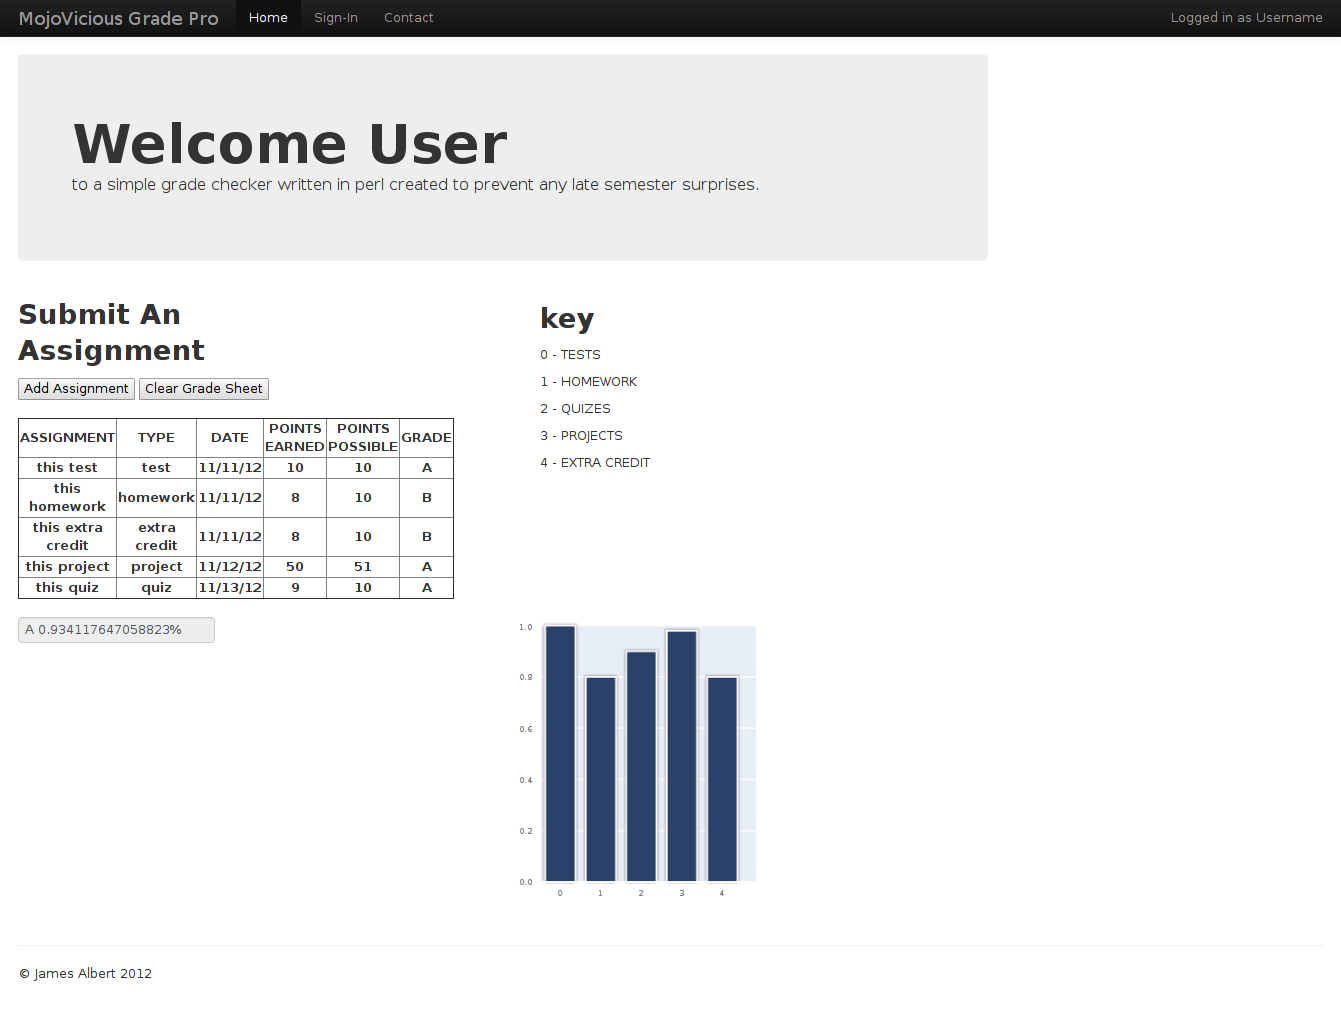 MojoVicious Grade Pro Home Sign-In Contact Logged in as Username
Welcome User
to a simple grade checker written in perl created to prevent any late semester surprises.
Submit An
Assignment
Add Assignment Clear Grade Sheet
ASSIGNMENT TYPE DATE POINTS EARNED POINTS POSSIBLE GRADE
this test test 11/11/12 10 10 A
this homework homework 11/11/12 8 10 B
this extra credit extra credit 11/11/12 8 10 B
this project project 11/12/12 50 51 A
this quiz quiz 11/13/12 9 10 A
A 0.934117647058823%
key
0 - TESTS
1 - HOMEWORK
2 - QUIZES
3 - PROJECTS
4 - EXTRA CREDIT
1.0
0.8
0.6
0.4
0.2
0.0
0 1 2 3 4
© James Albert 2012